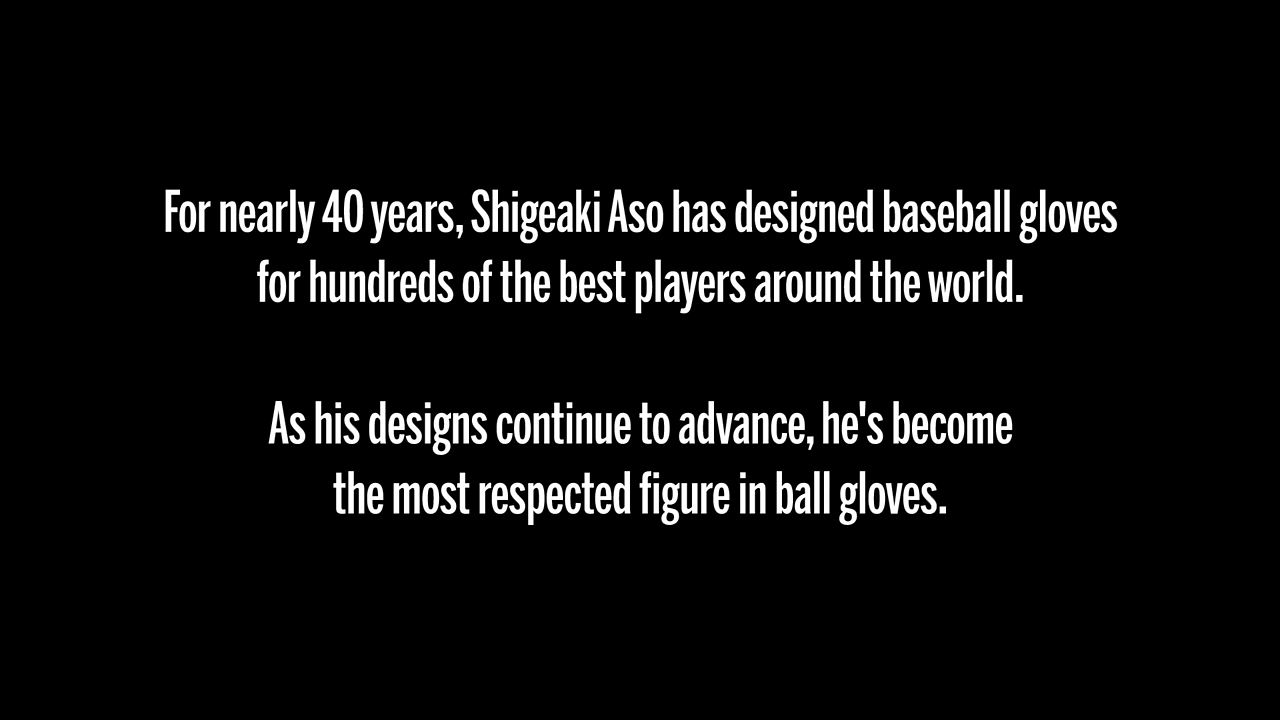 For nearly 40 years, Shigeaki Aso has designed baseball gloves
for hundreds of the best players around the world.
As his designs continue to advance, he's become
the most respected figure in ball gloves.